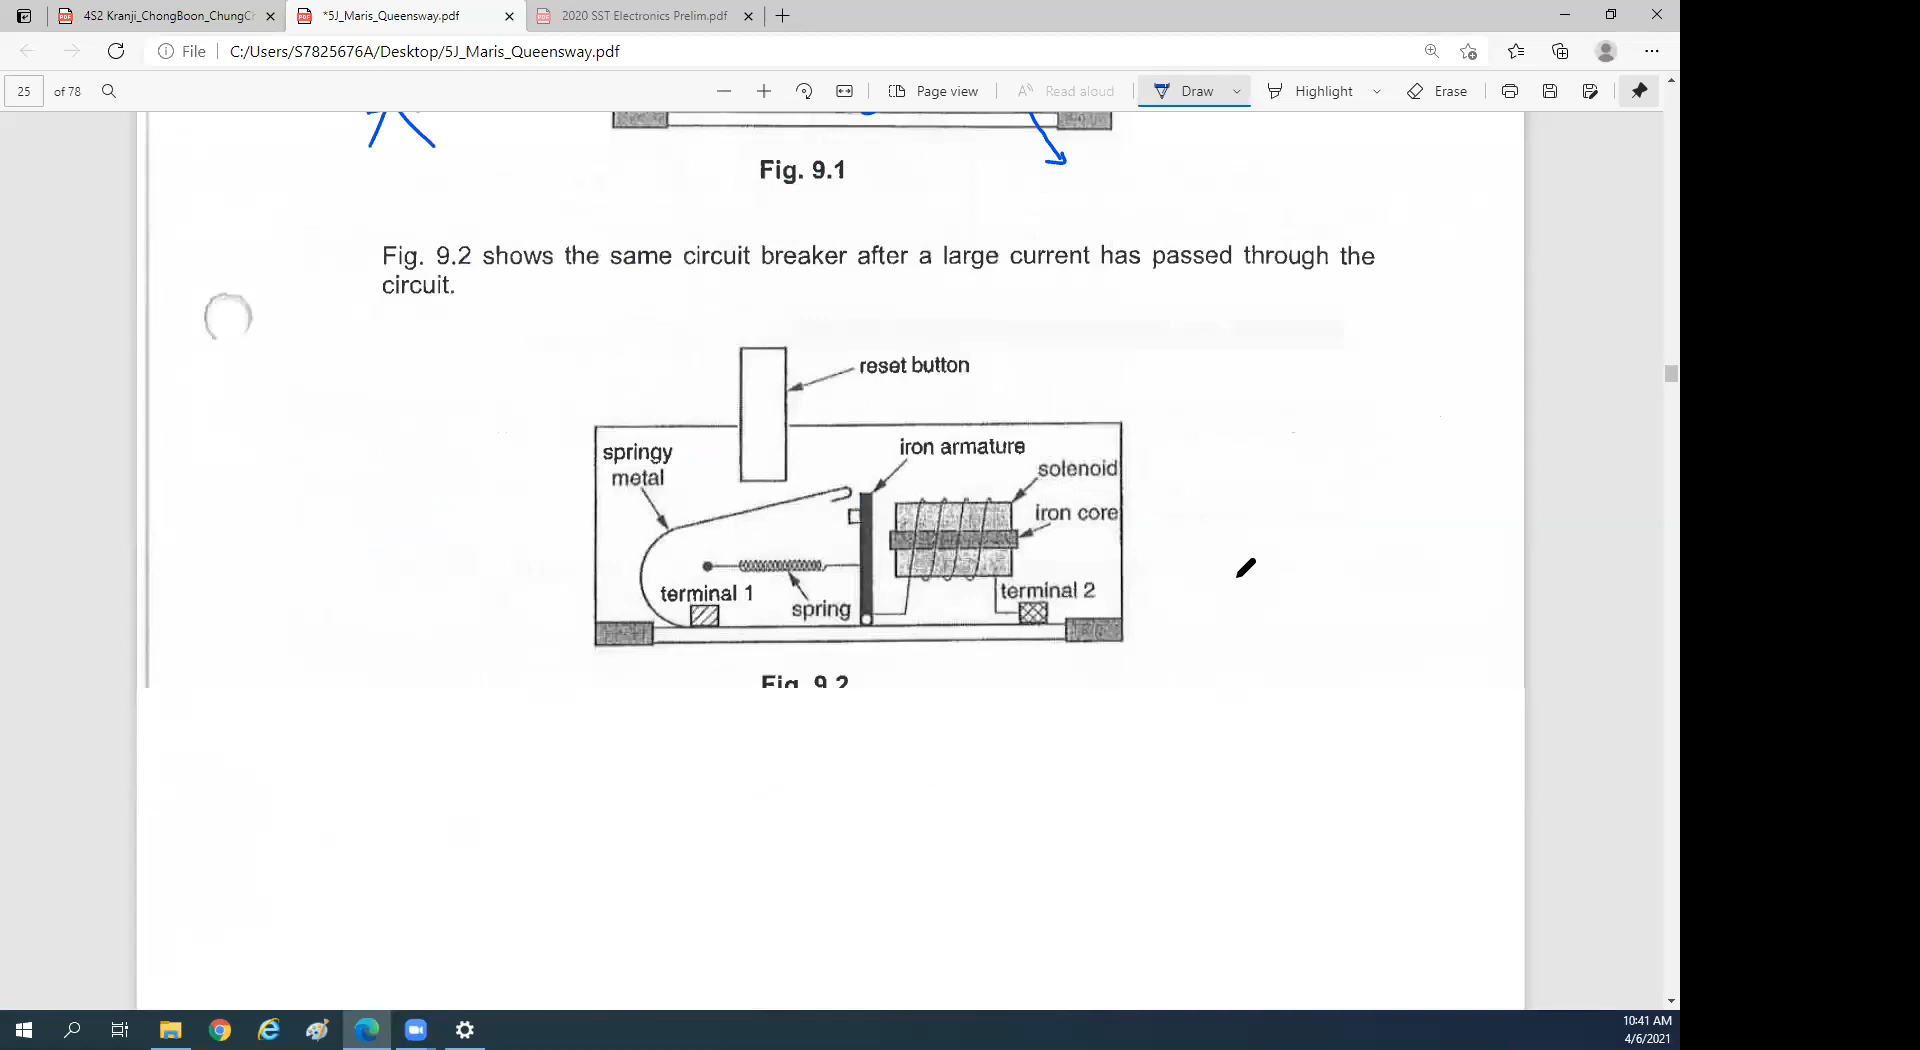 4S2 Kranji_ChongBoon_ChungCh
*5J_Maris_Queensway.pdf
2020 SST Electronics Prelim.pdf
File
C:/Users/S7825676A/Desktop/5J_Maris_Queensway.pdf
25 of 78
Page view
Read aloud
Draw
Highlight
Erase
Fig. 9.1
Fig. 9.2 shows the same circuit breaker after a large current has passed through the
circuit.
reset button
iron armature
springy
metal
solenoid
iron core
terminal 1
terminal 2
spring
Fig. 9.2
10:41 AM
4/6/2021